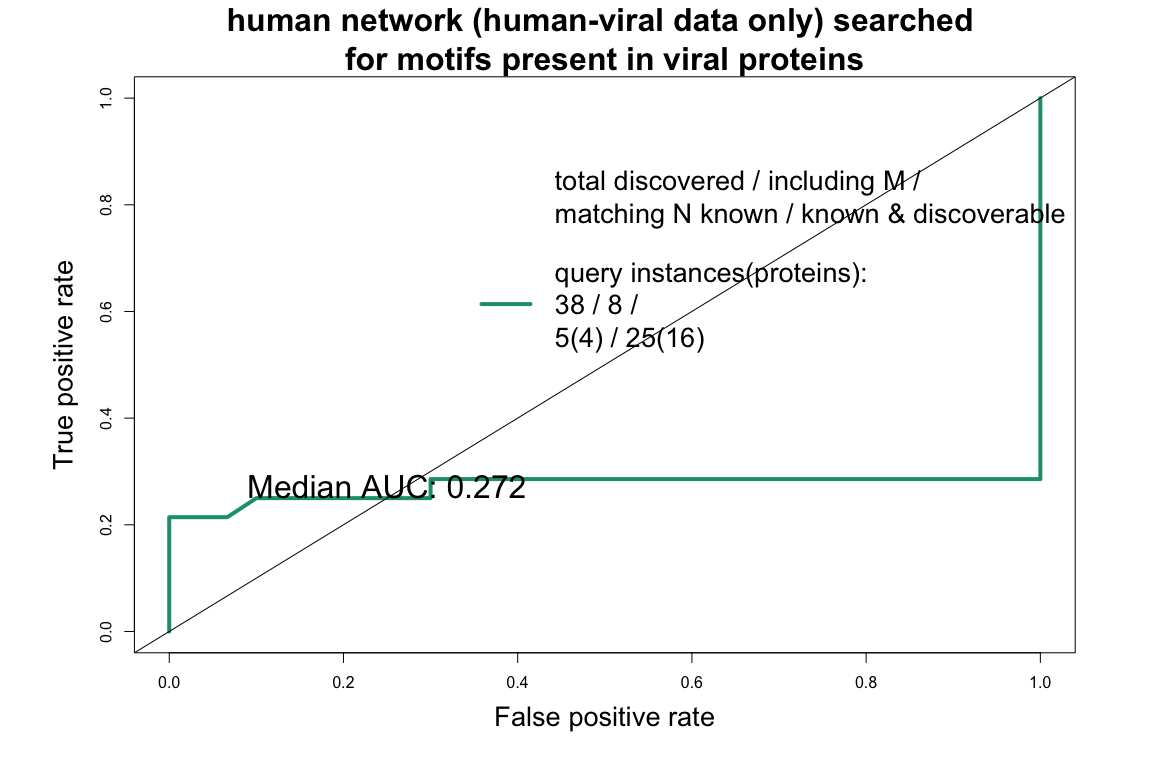 human network (human-viral data only) searched
for motifs present in viral proteins
True positive rate
1.0
0.8
0.6
0.4
0.2
0.0
total discovered / including M /
matching N known / known & discoverable
query instances(proteins):
38 / 8 /
5(4) / 25(16)
Median AUC: 0.272
0.0 0.2 0.4 0.6 0.8 1.0
False positive rate